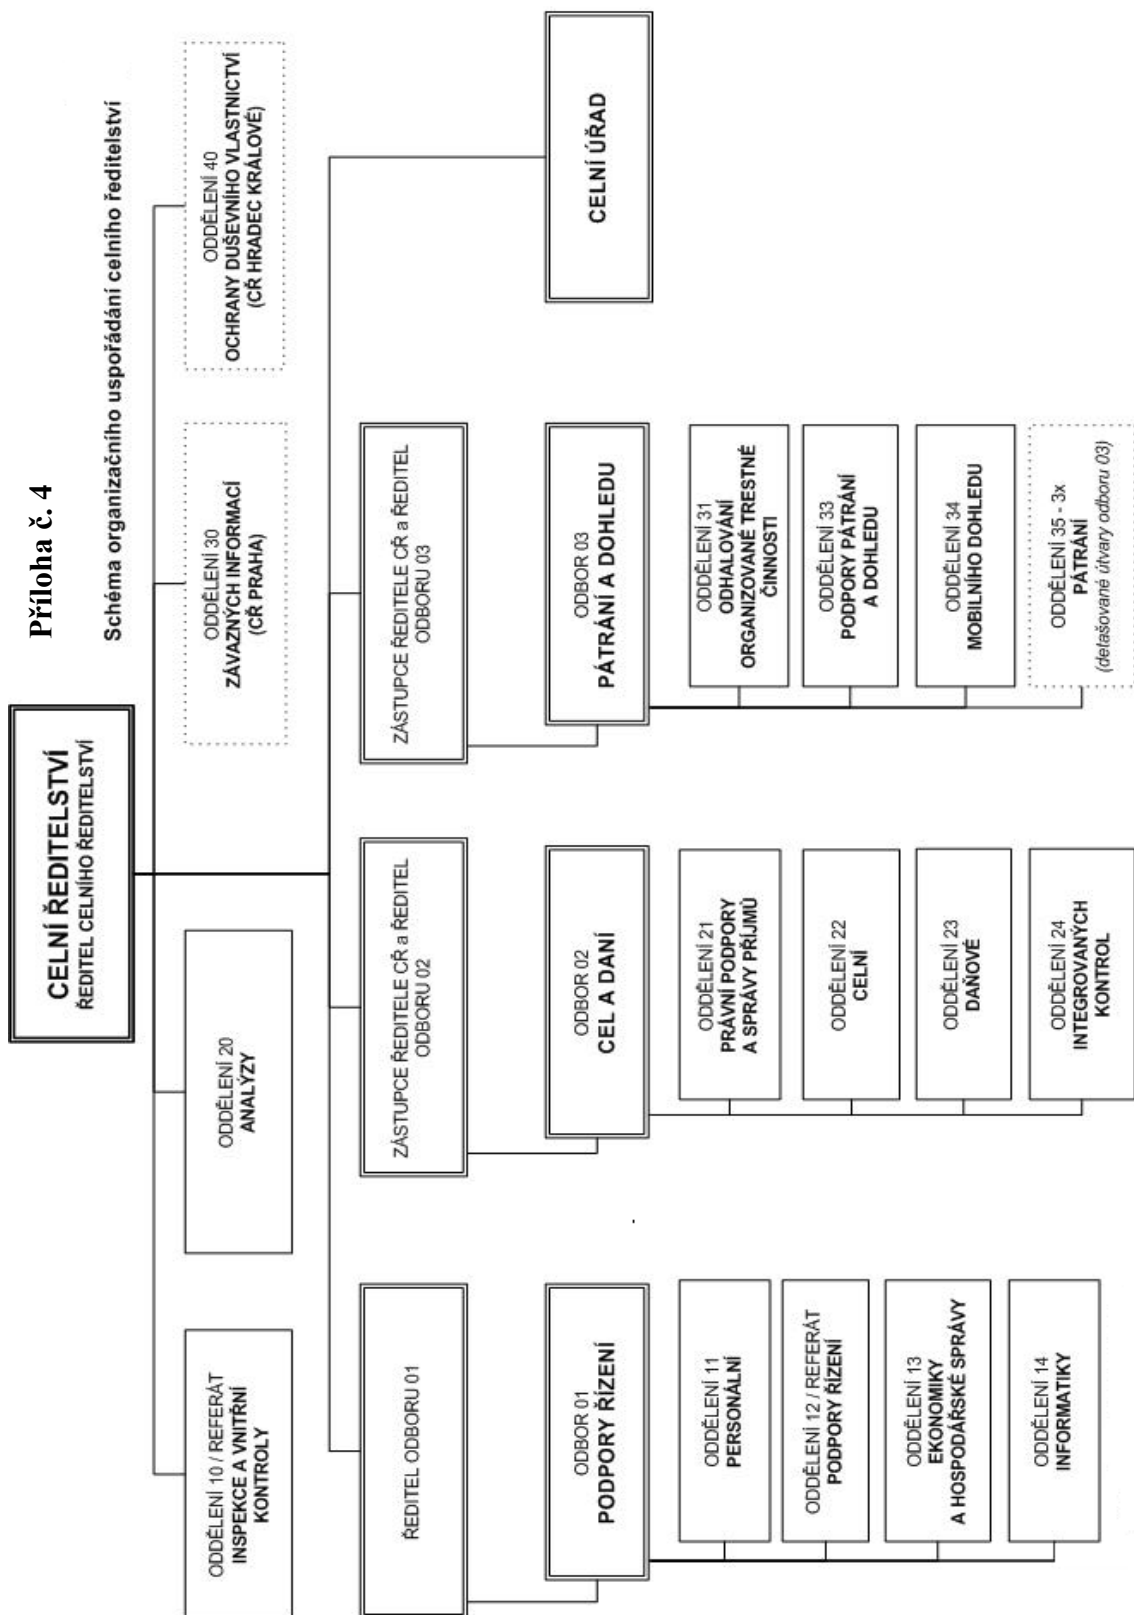 Příloha č. 4
Schéma organizačního uspořádání celního ředitelství
CELNÍ ŘEDITELSTVÍ
ŘEDITEL CELNÍHO ŘEDITELSTVÍ
ODDĚLENÍ 10 / REFERÁT
INSPEKCE A VNITŘNÍ
KONTROLY
ODDĚLENÍ 20
ANALÝZY
ODDĚLENÍ 30
ZÁVAZNÝCH INFORMACÍ
(CŘ PRAHA)
ODDĚLENÍ 40
OCHRANY DUŠEVNÍHO VLASTNICTVÍ
(CŘ HRADEC KRÁLOVÉ)
ŘEDITEL ODBORU 01
ZÁSTUPCE ŘEDITELE CŘ a ŘEDITEL
ODBORU 02
ZÁSTUPCE ŘEDITELE CŘ a ŘEDITEL
ODBORU 03
ODBOR 01
PODPORY ŘÍZENÍ
ODBOR 02
CEL A DANÍ
ODBOR 03
PÁTRÁNÍ A DOHLEDU
CELNÍ ÚŘAD
ODDĚLENÍ 11
PERSONÁLNÍ
ODDĚLENÍ 12 / REFERÁT
PODPORY ŘÍZENÍ
ODDĚLENÍ 13
EKONOMIKY
A HOSPODÁŘSKÉ SPRÁVY
ODDĚLENÍ 14
INFORMATIKY
ODDĚLENÍ 21
PRÁVNÍ PODPORY
A SPRÁVY PŘÍJMŮ
ODDĚLENÍ 22
CELNÍ
ODDĚLENÍ 23
DAŇOVÉ
ODDĚLENÍ 24
INTEGROVANÝCH
KONTROL
ODDĚLENÍ 31
ODHALOVÁNÍ
ORGANIZOVANÉ TRESTNÉ
ČINNOSTI
ODDĚLENÍ 33
PODPORY PÁTRÁNÍ
A DOHLEDU
ODDĚLENÍ 34
MOBILNÍHO DOHLEDU
ODDĚLENÍ 35 - 3x
PÁTRÁNÍ
(detašované útvary odboru 03)